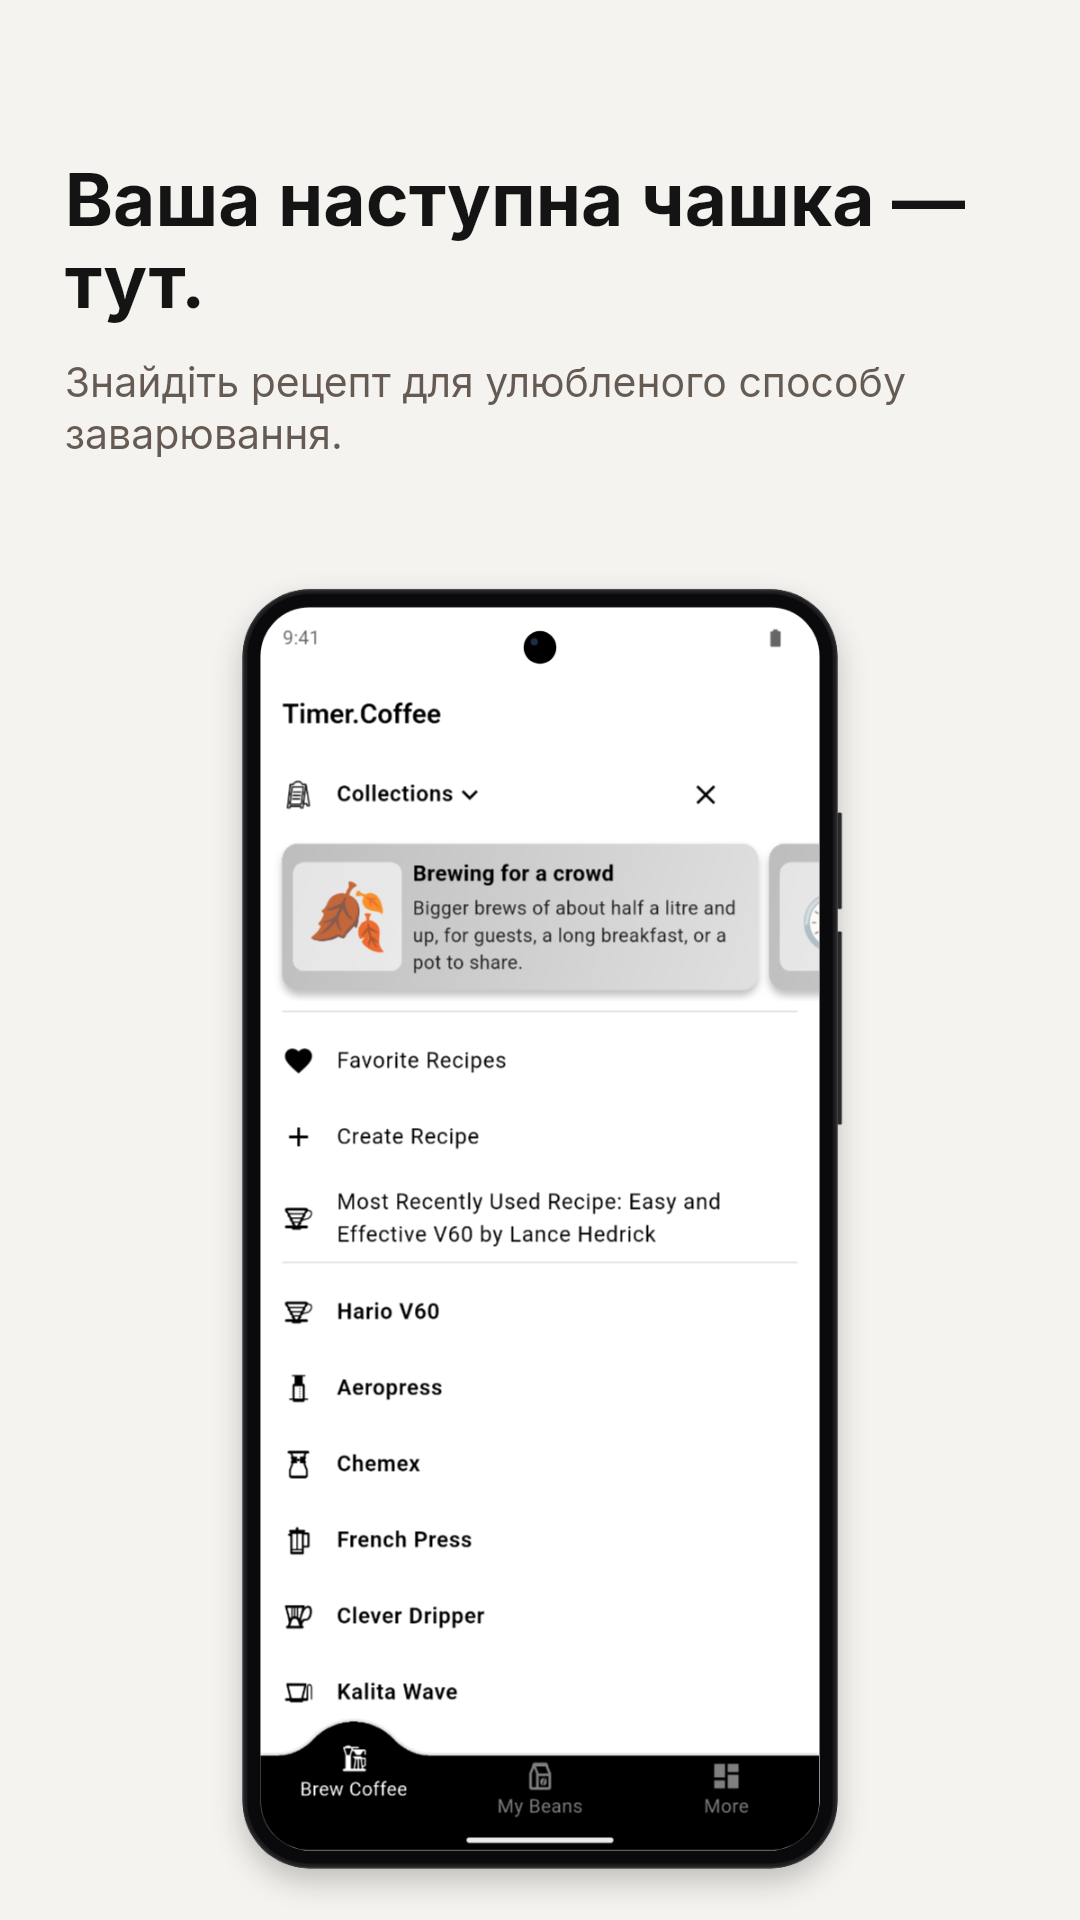 Ваша наступна чашка —
тут.
Знайдіть рецепт для улюбленого способу
заварювання.
9:41
Timer.Coffee
Collections
Brewing for a crowd
Bigger brews of about half a litre and
up, for guests, a long breakfast, or a
pot to share.
Favorite Recipes
Create Recipe
Most Recently Used Recipe: Easy and
Effective V60 by Lance Hedrick
Hario V60
Aeropress
Chemex
French Press
Clever Dripper
Kalita Wave
Brew Coffee
My Beans
More